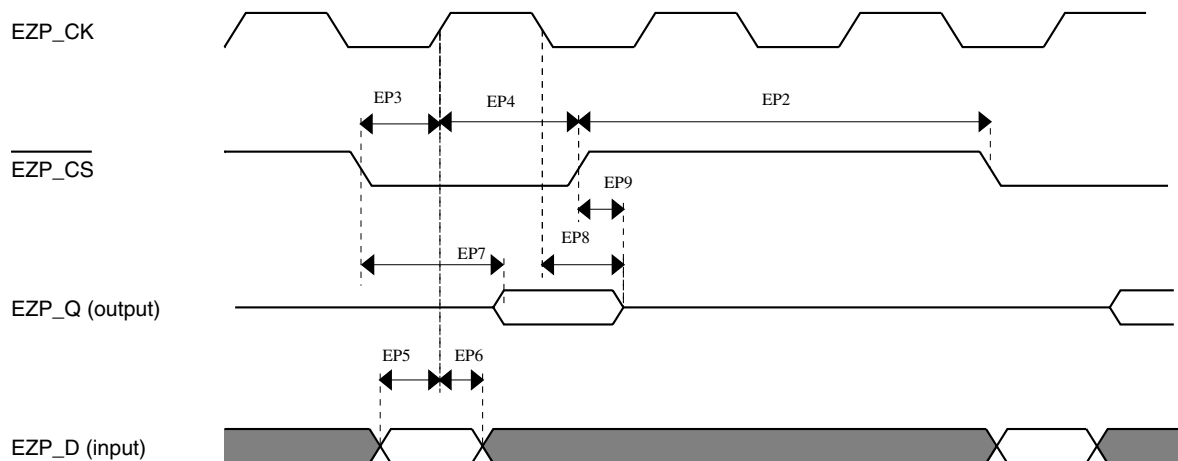 EZP_CK
EP3
EP4
EP2
EZP_CS
EP9
EP8
EP7
EZP_Q (output)
EP5
EP6
EZP_D (input)